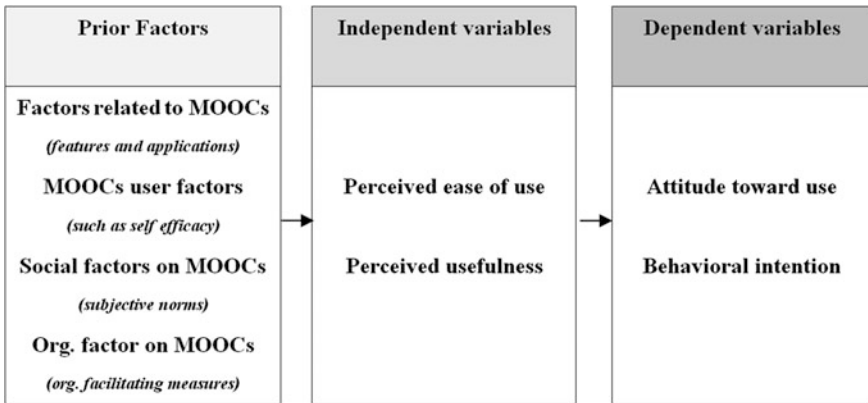 Prior Factors
Factors related to MOOCs
(features and applications)
MOOCs user factors
(such as self efficacy)
Social factors on MOOCs
(subjective norms)
Org. factor on MOOCs
(org. facilitating measures)
Independent variables
Perceived ease of use
Perceived usefulness
Dependent variables
Attitude toward use
Behavioral intention